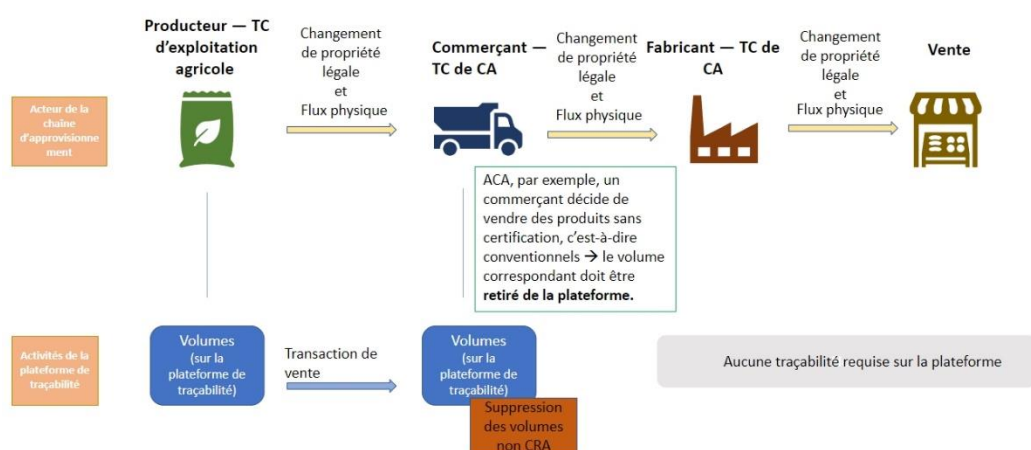 Producteur — TC
d’exploitation
agricole
Changement
de propriété
légale
et
Flux physique
Commerçant —
TC de CA
Changement
de propriété
légale
et
Flux physique
Fabricant — TC de
CA
Changement
de propriété
légale
et
Flux physique
Vente
Acteur de la
chaîne
d’approvisionne
ment
ACA, par exemple, un
commerçant décide de
vendre des produits sans
certification, c’est-à-dire
conventionnels → le volume
correspondant doit être
retiré de la plateforme.
Activités de la
plateforme de
traçabilité
Volumes
(sur la
plateforme de
traçabilité)
Transaction de
vente
Volumes
(sur la
plateforme de
traçabilité)
Suppression
des volumes
non CRA
Aucune traçabilité requise sur la plateforme